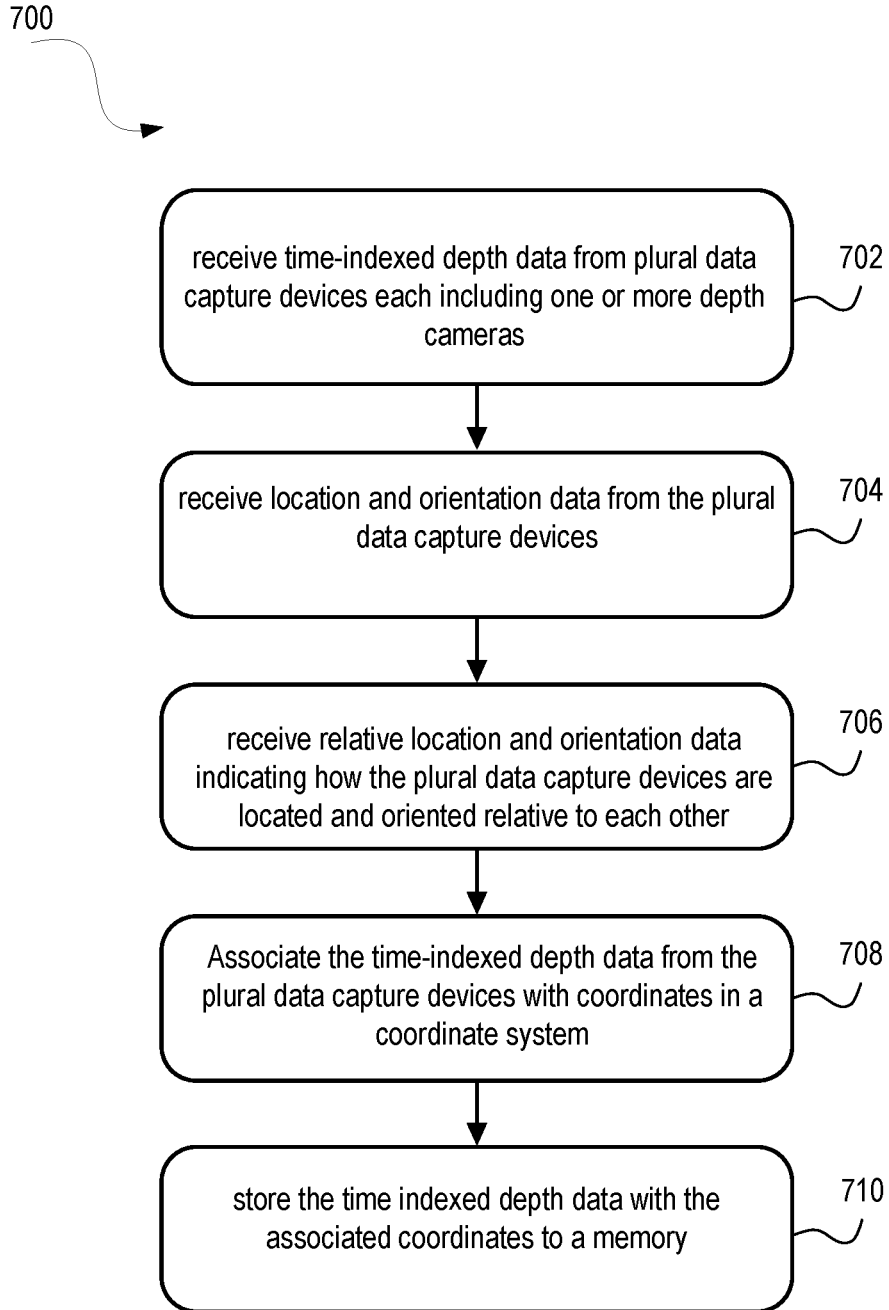 700
receive time-indexed depth data from plural data
capture devices each including one or more depth
cameras
702
receive location and orientation data from the plural
data capture devices
704
receive relative location and orientation data
indicating how the plural data capture devices are
located and oriented relative to each other
706
Associate the time-indexed depth data from the
plural data capture devices with coordinates in a
coordinate system
708
store the time indexed depth data with the
associated coordinates to a memory
710